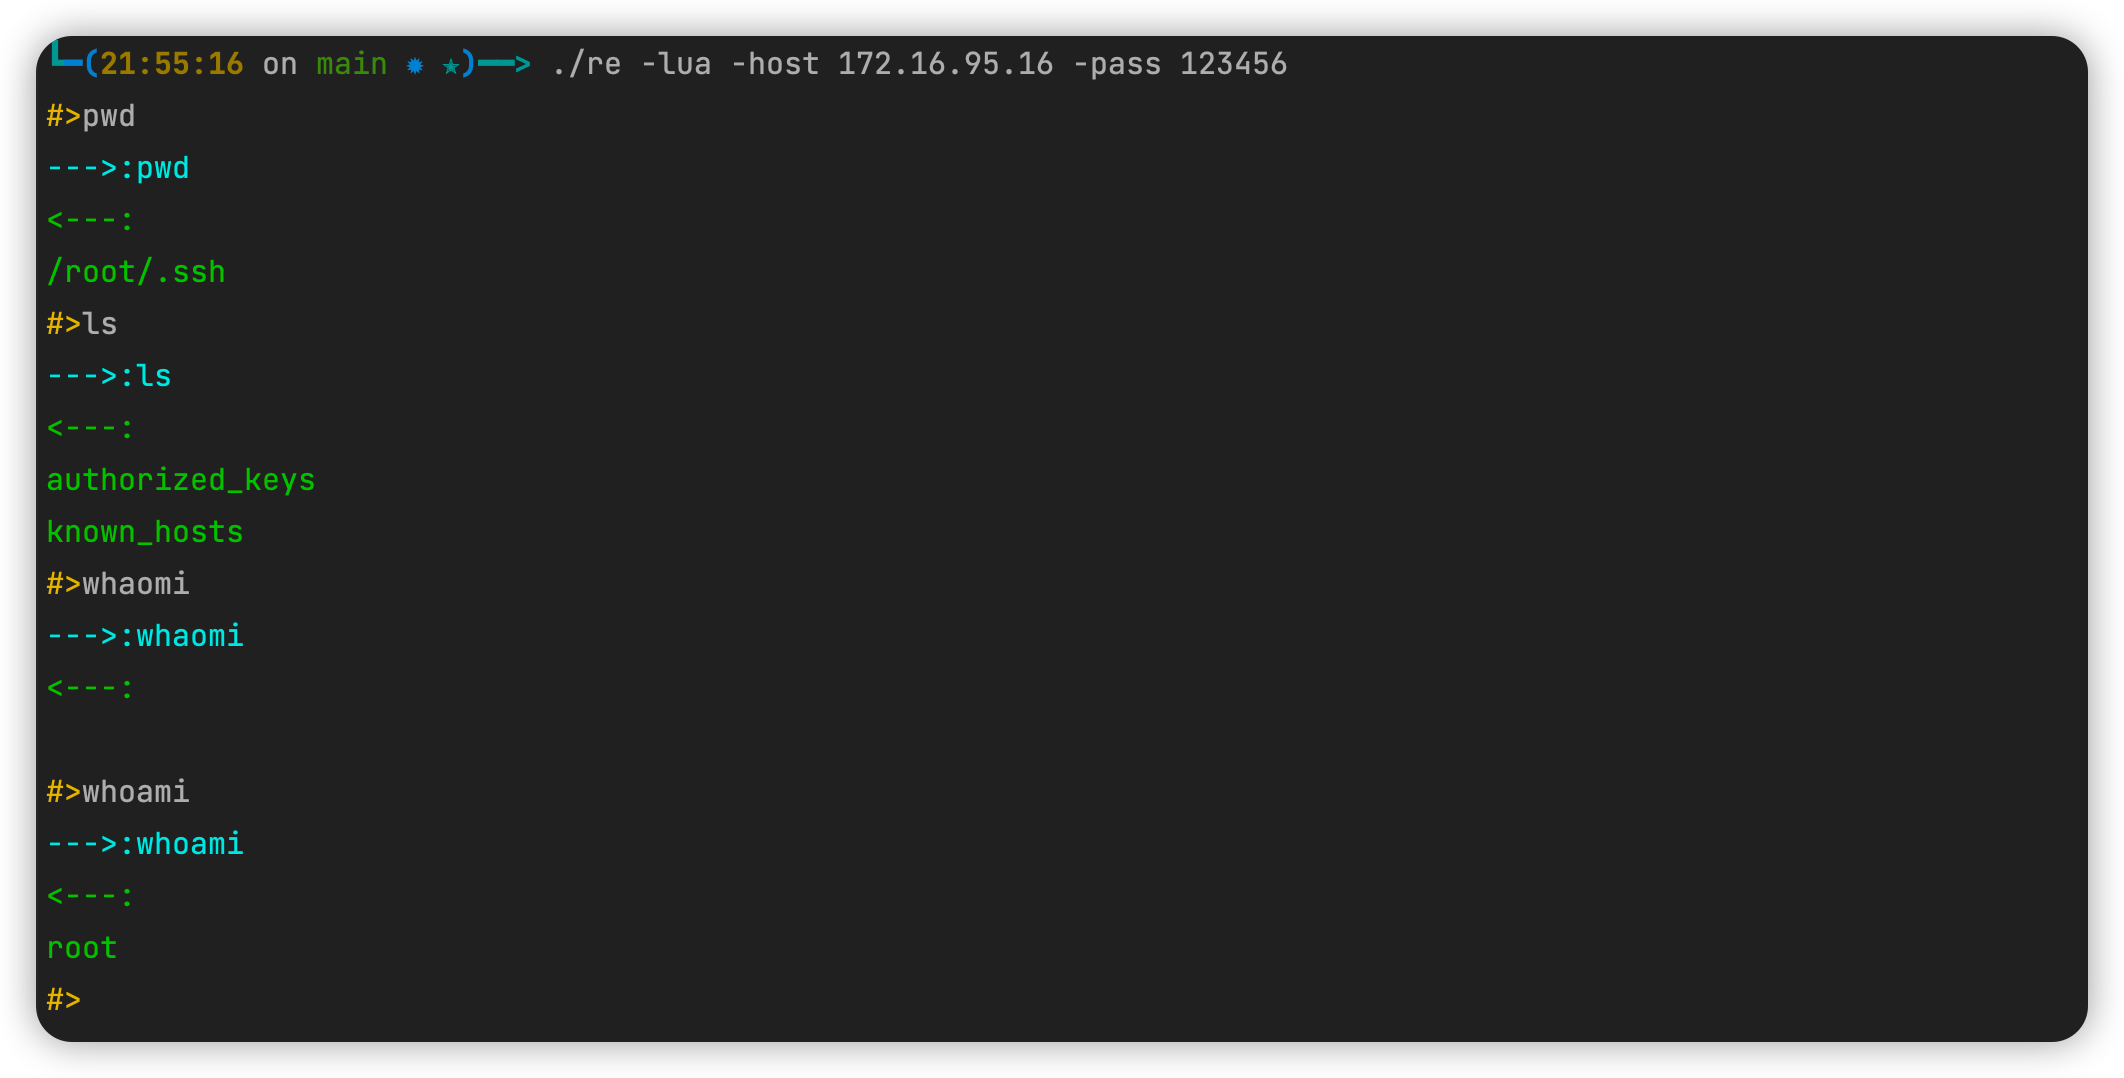 └─(21:55:16 on main ✹ ✭)──> ./re -lua -host 172.16.95.16 -pass 123456
#>pwd
--->:pwd
<---:
/root/.ssh
#>ls
--->:ls
<---:
authorized_keys
known_hosts
#>whaomi
--->:whaomi
<---:
#>whoami
--->:whoami
<---:
root
#>